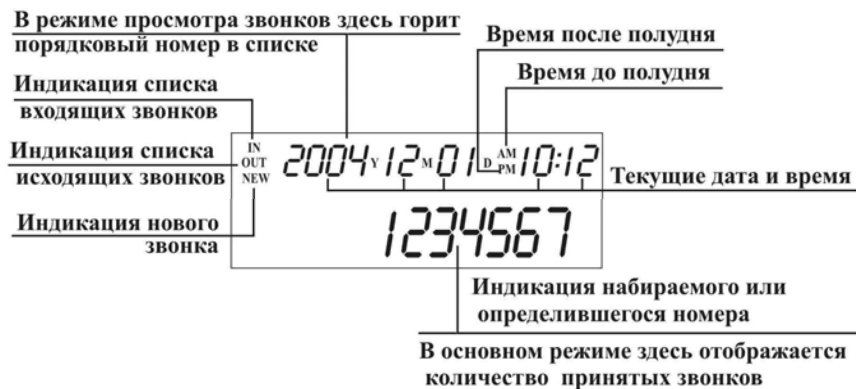 В режиме просмотра звонков здесь горит
порядковый номер в списке
Время после полудня
Время до полудня
Индикация списка
входящих звонков
Индикация списка
исходящих звонков
Индикация нового
звонка
IN
OUT
NEW
2004 Y 12 M 01 D AM PM 10:12
1234567
Текущие дата и время
Индикация набираемого или
определившегося номера
В основном режиме здесь отображается
количество принятых звонков